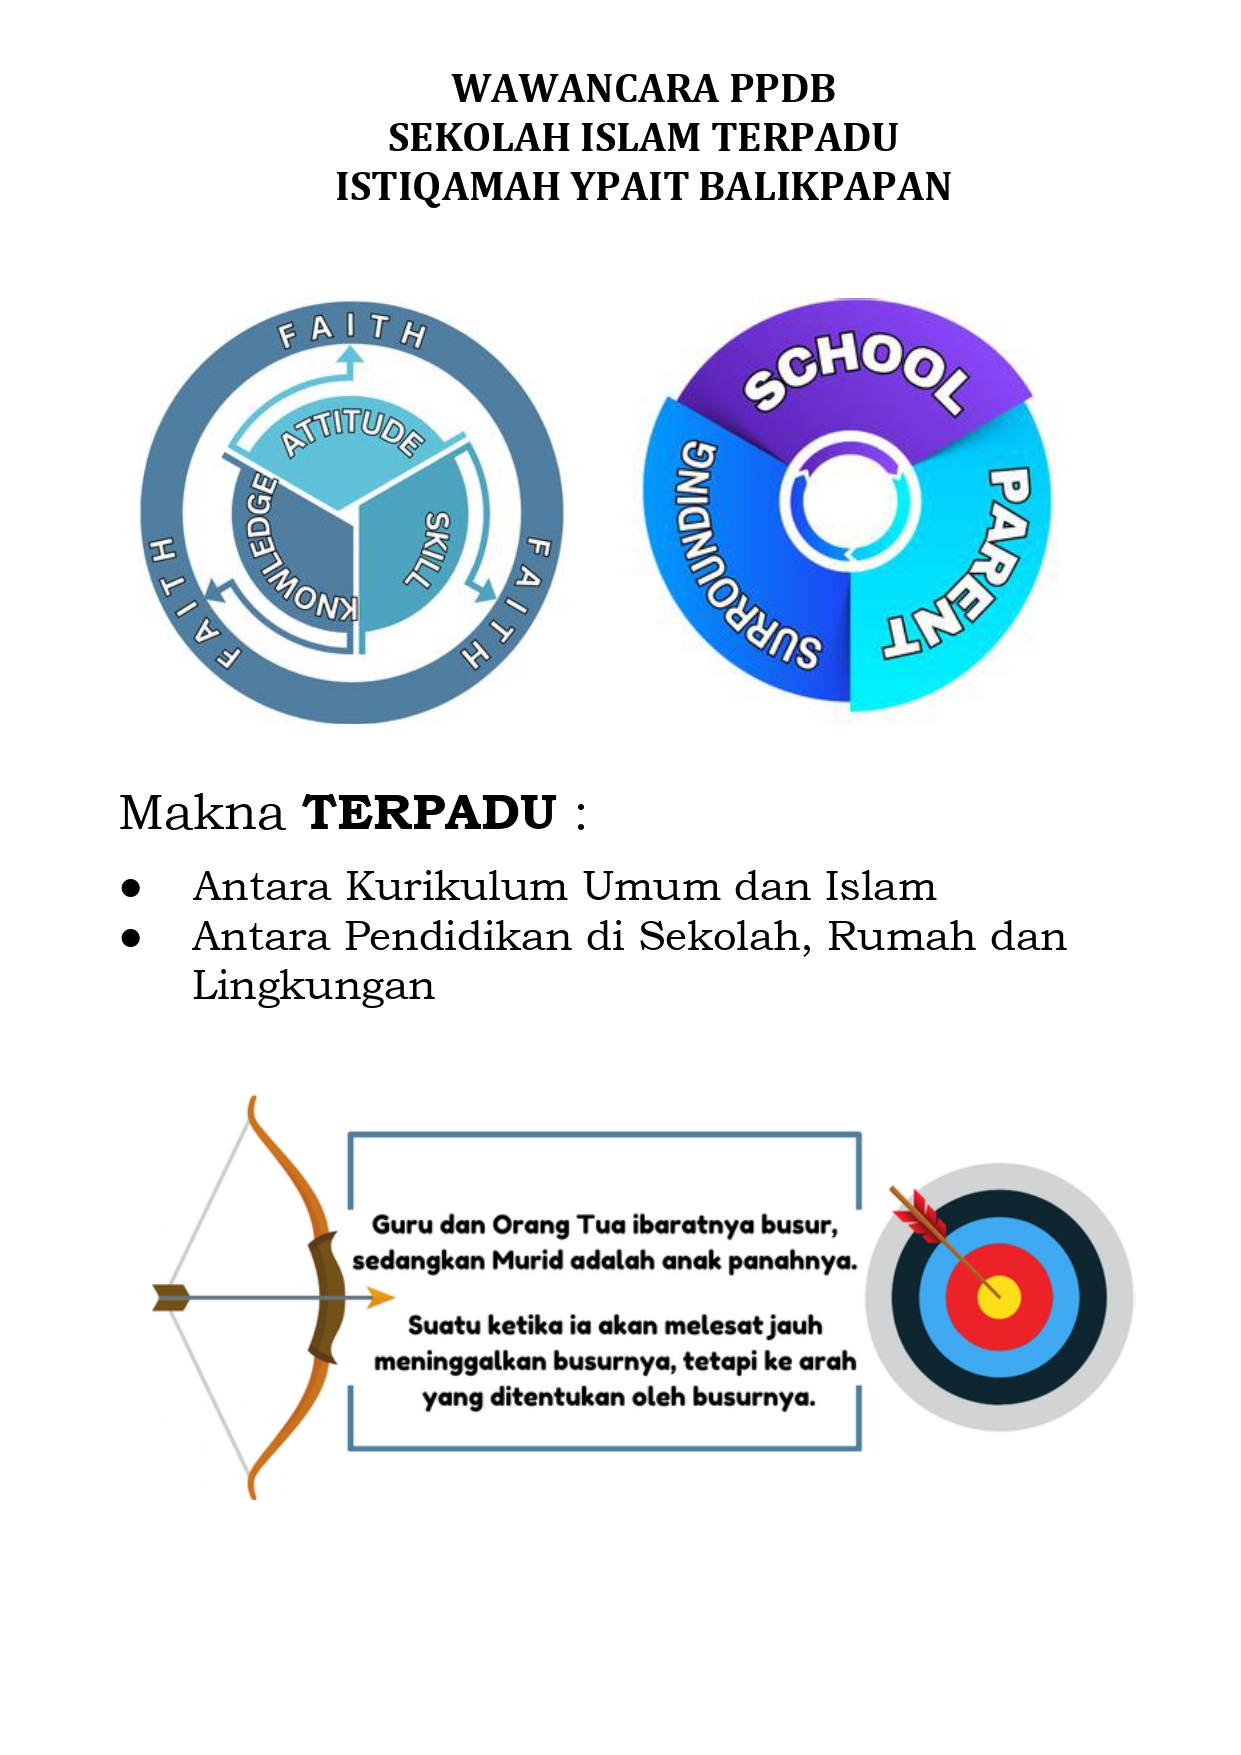 WAWANCARA PPDB
SEKOLAH ISLAM TERPADU
ISTIQAMAH YPAIT BALIKPAPAN
FAITH
ATTITUDE
KNOWLEDGE
SKILL
FAITH
FAITH
SCHOOL
SURROUNDING
PARENT
Makna TERPADU :
● Antara Kurikulum Umum dan Islam
● Antara Pendidikan di Sekolah, Rumah dan
Lingkungan
Guru dan Orang Tua ibaratnya busur,
sedangkan Murid adalah anak panahnya.
Suatu ketika ia akan melesat jauh
meninggalkan busurnya, tetapi ke arah
yang ditentukan oleh busurnya.